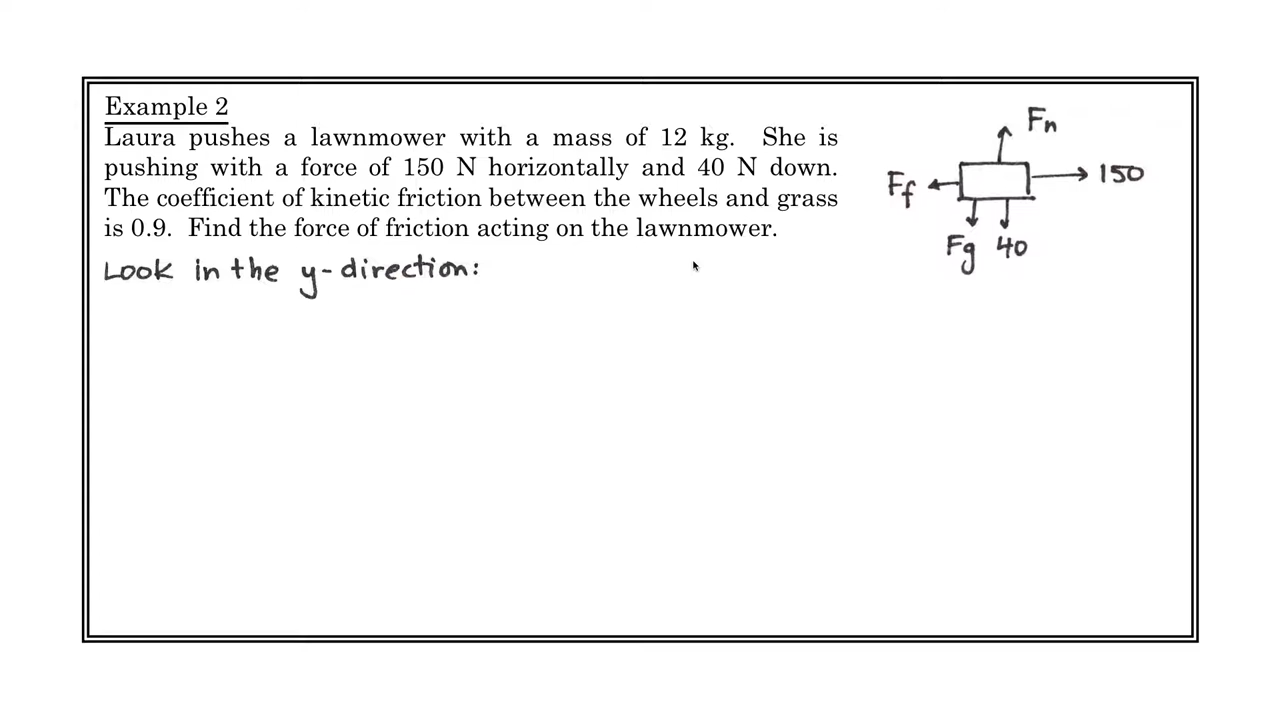 Example 2
Laura pushes a lawnmower with a mass of 12 kg. She is
pushing with a force of 150 N horizontally and 40 N down.
The coefficient of kinetic friction between the wheels and grass
is 0.9. Find the force of friction acting on the lawnmower.
Look in the y-direction:
Fn
Ff
150
Fg 40